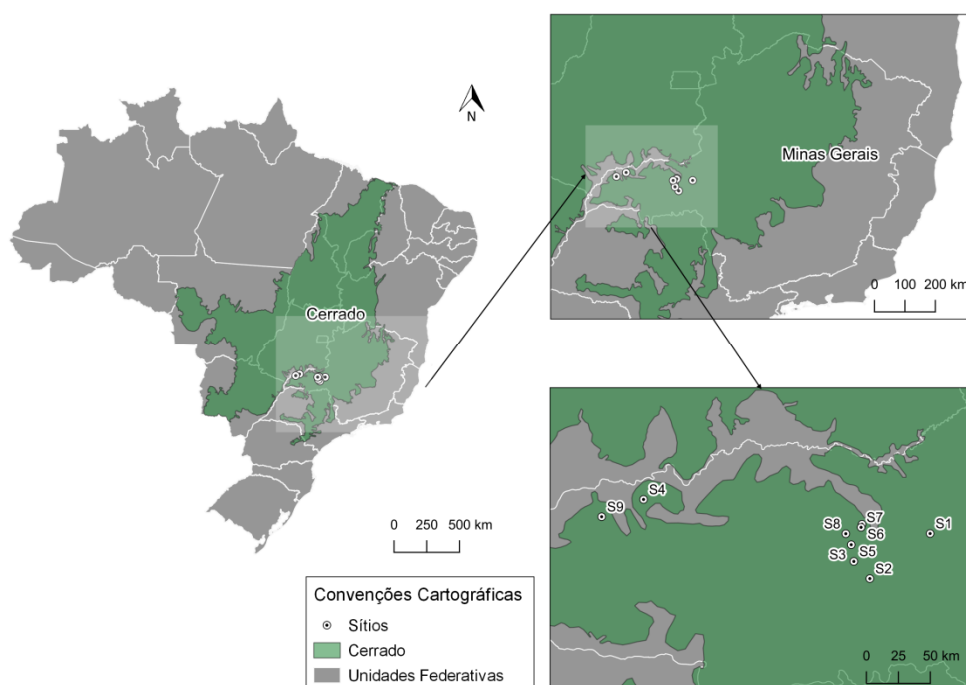 N
Cerrado
0 250 500 km
Convenções Cartográficas
Sítios
Cerrado
Unidades Federativas
Minas Gerais
0 100 200 km
S4
S9
S7
S1
S8
S6
S3
S5
S2
0 25 50 km